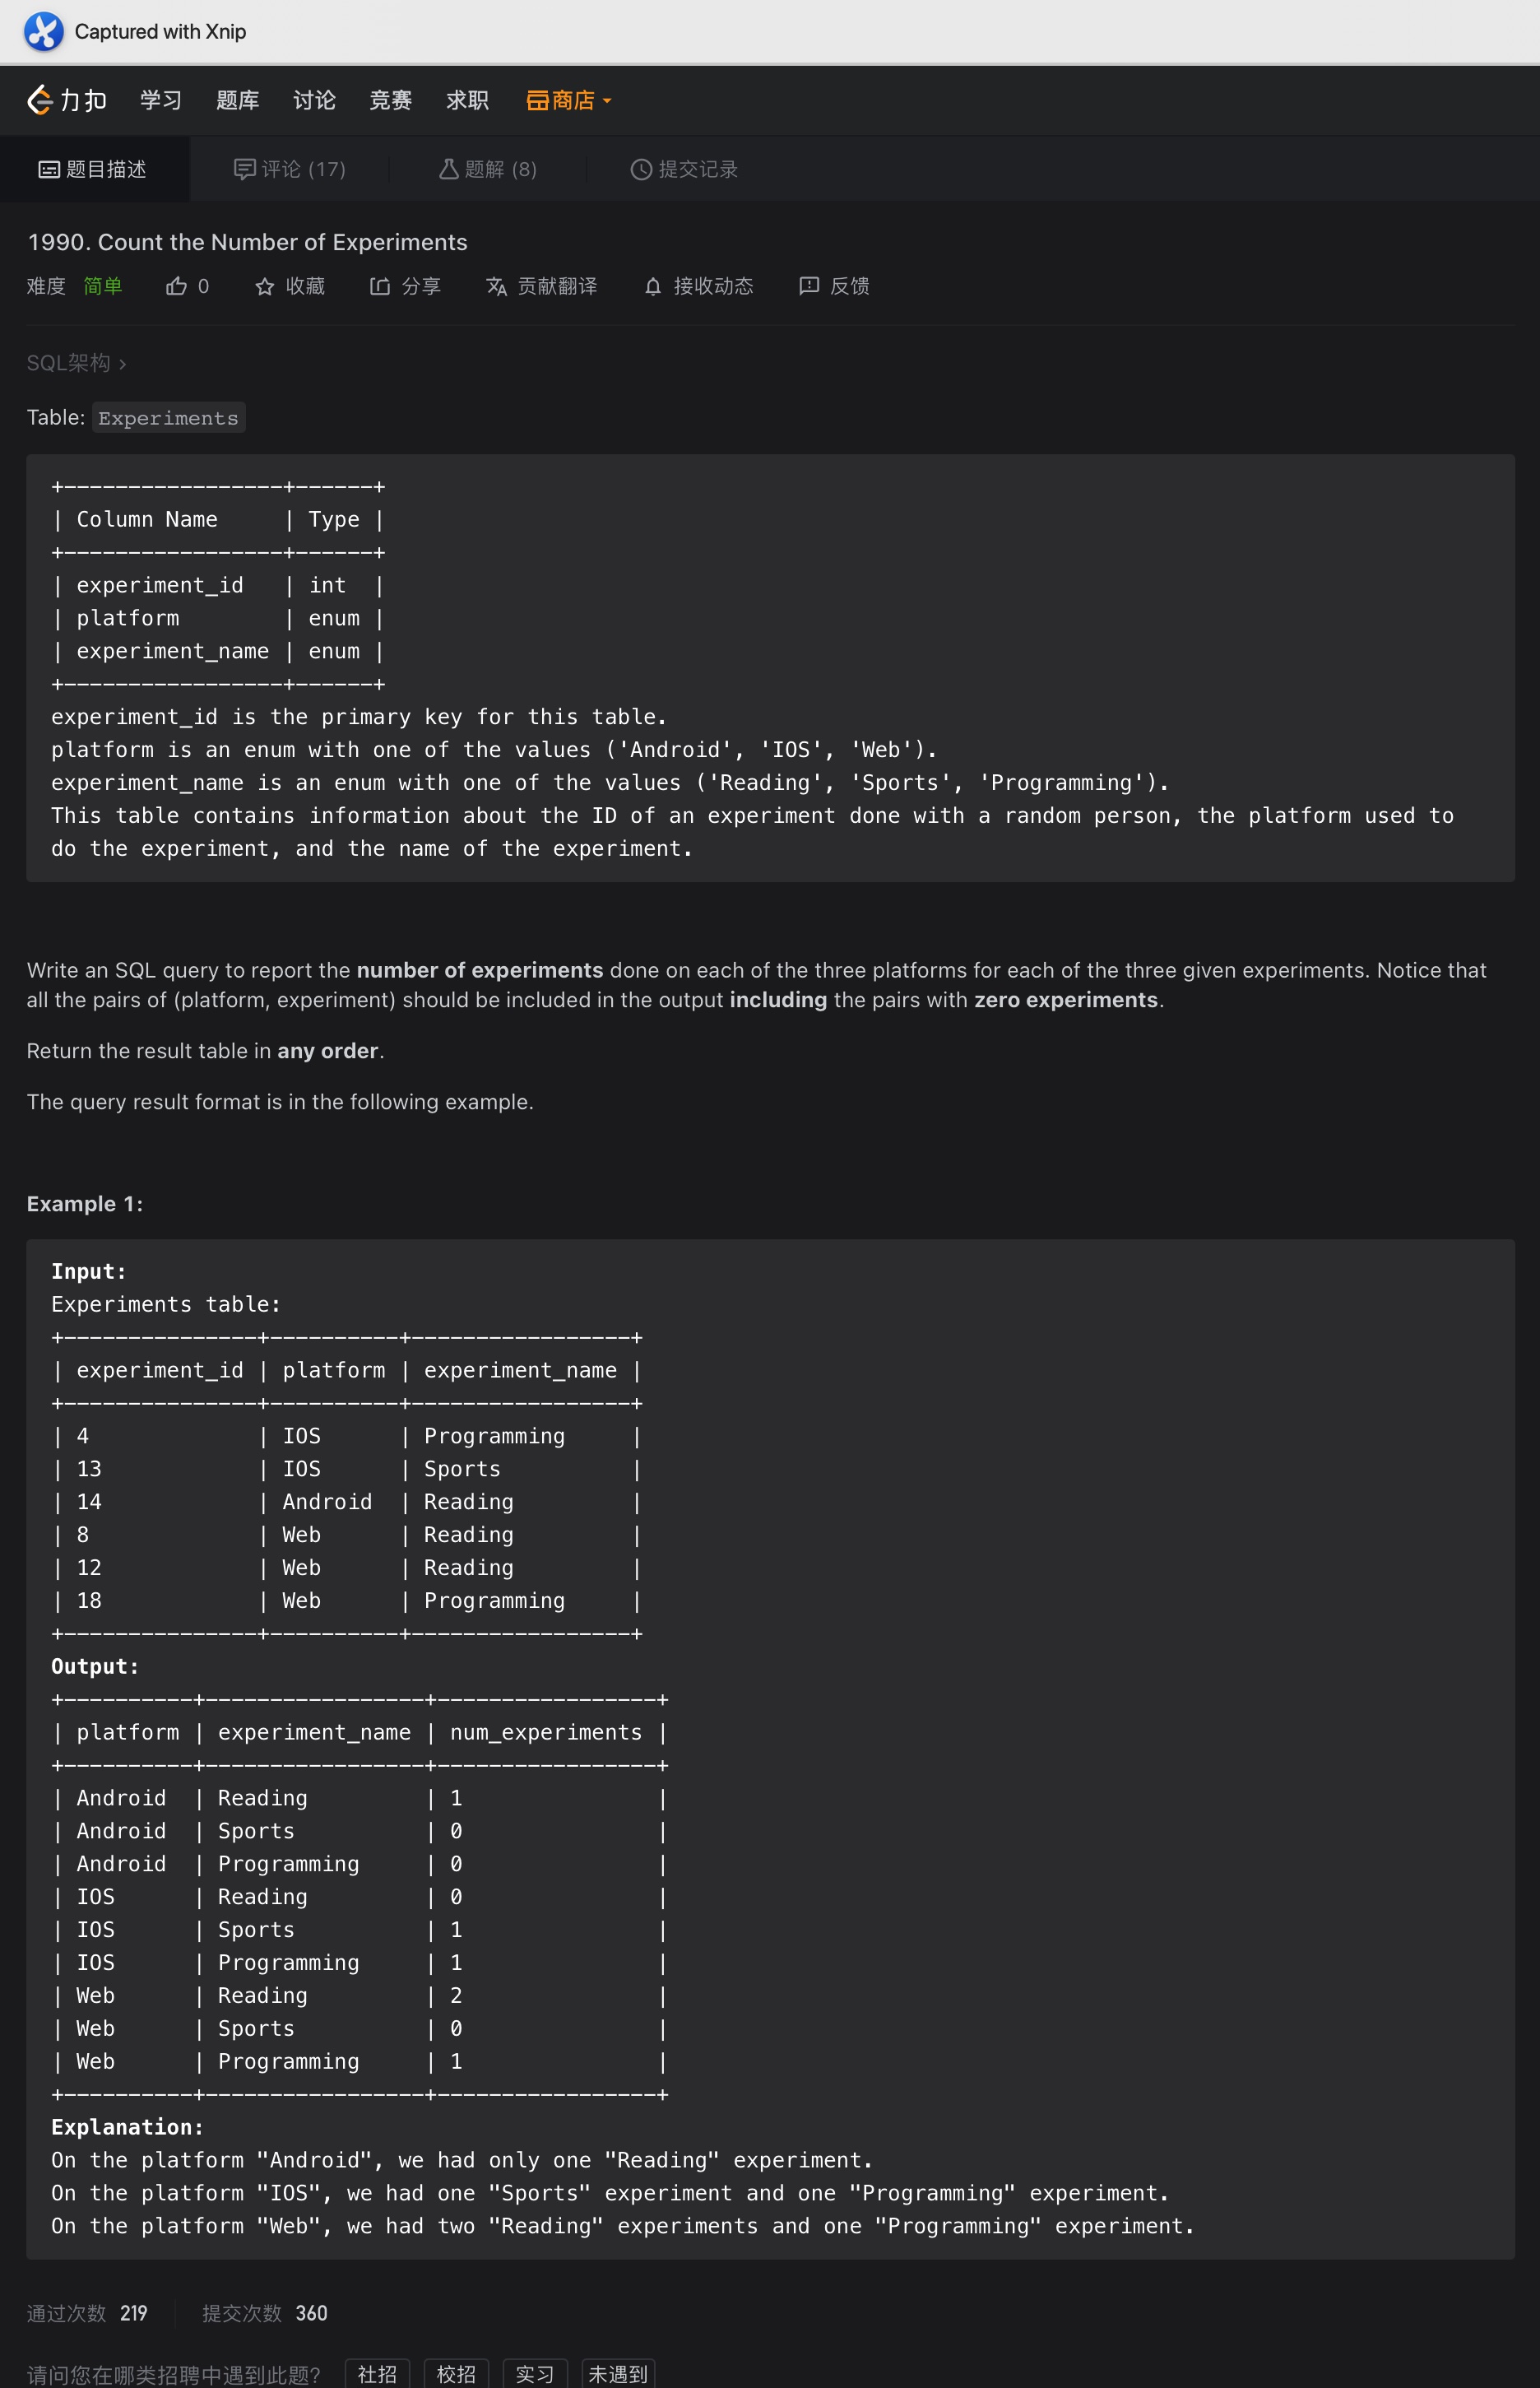 Captured with Xnip
力扣 学习 题库 讨论 竞赛 求职 商店
题目描述 评论 (17) 题解 (8) 提交记录
1990. Count the Number of Experiments
难度 简单 0 收藏 分享 贡献翻译 接收动态 反馈
SQL架构 >
Table: Experiments
+-----------------+------+
| Column Name     | Type |
+-----------------+------+
| experiment_id   | int  |
| platform        | enum |
| experiment_name | enum |
+-----------------+------+
experiment_id is the primary key for this table.
platform is an enum with one of the values ('Android', 'IOS', 'Web').
experiment_name is an enum with one of the values ('Reading', 'Sports', 'Programming').
This table contains information about the ID of an experiment done with a random person, the platform used to
do the experiment, and the name of the experiment.
Write an SQL query to report the number of experiments done on each of the three platforms for each of the three given experiments. Notice that
all the pairs of (platform, experiment) should be included in the output including the pairs with zero experiments.
Return the result table in any order.
The query result format is in the following example.
Example 1:
Input:
Experiments table:
+---------------+----------+-----------------+
| experiment_id | platform | experiment_name |
+---------------+----------+-----------------+
| 4             | IOS      | Programming     |
| 13            | IOS      | Sports          |
| 14            | Android  | Reading         |
| 8             | Web      | Reading         |
| 12            | Web      | Reading         |
| 18            | Web      | Programming     |
+---------------+----------+-----------------+
Output:
+----------+-----------------+-----------------+
| platform | experiment_name | num_experiments |
+----------+-----------------+-----------------+
| Android  | Reading         | 1               |
| Android  | Sports          | 0               |
| Android  | Programming     | 0               |
| IOS      | Reading         | 0               |
| IOS      | Sports          | 1               |
| IOS      | Programming     | 1               |
| Web      | Reading         | 2               |
| Web      | Sports          | 0               |
| Web      | Programming     | 1               |
+----------+-----------------+-----------------+
Explanation:
On the platform "Android", we had only one "Reading" experiment.
On the platform "IOS", we had one "Sports" experiment and one "Programming" experiment.
On the platform "Web", we had two "Reading" experiments and one "Programming" experiment.
通过次数 219 提交次数 360
请问您在哪类招聘中遇到此题? 社招 校招 实习 未遇到